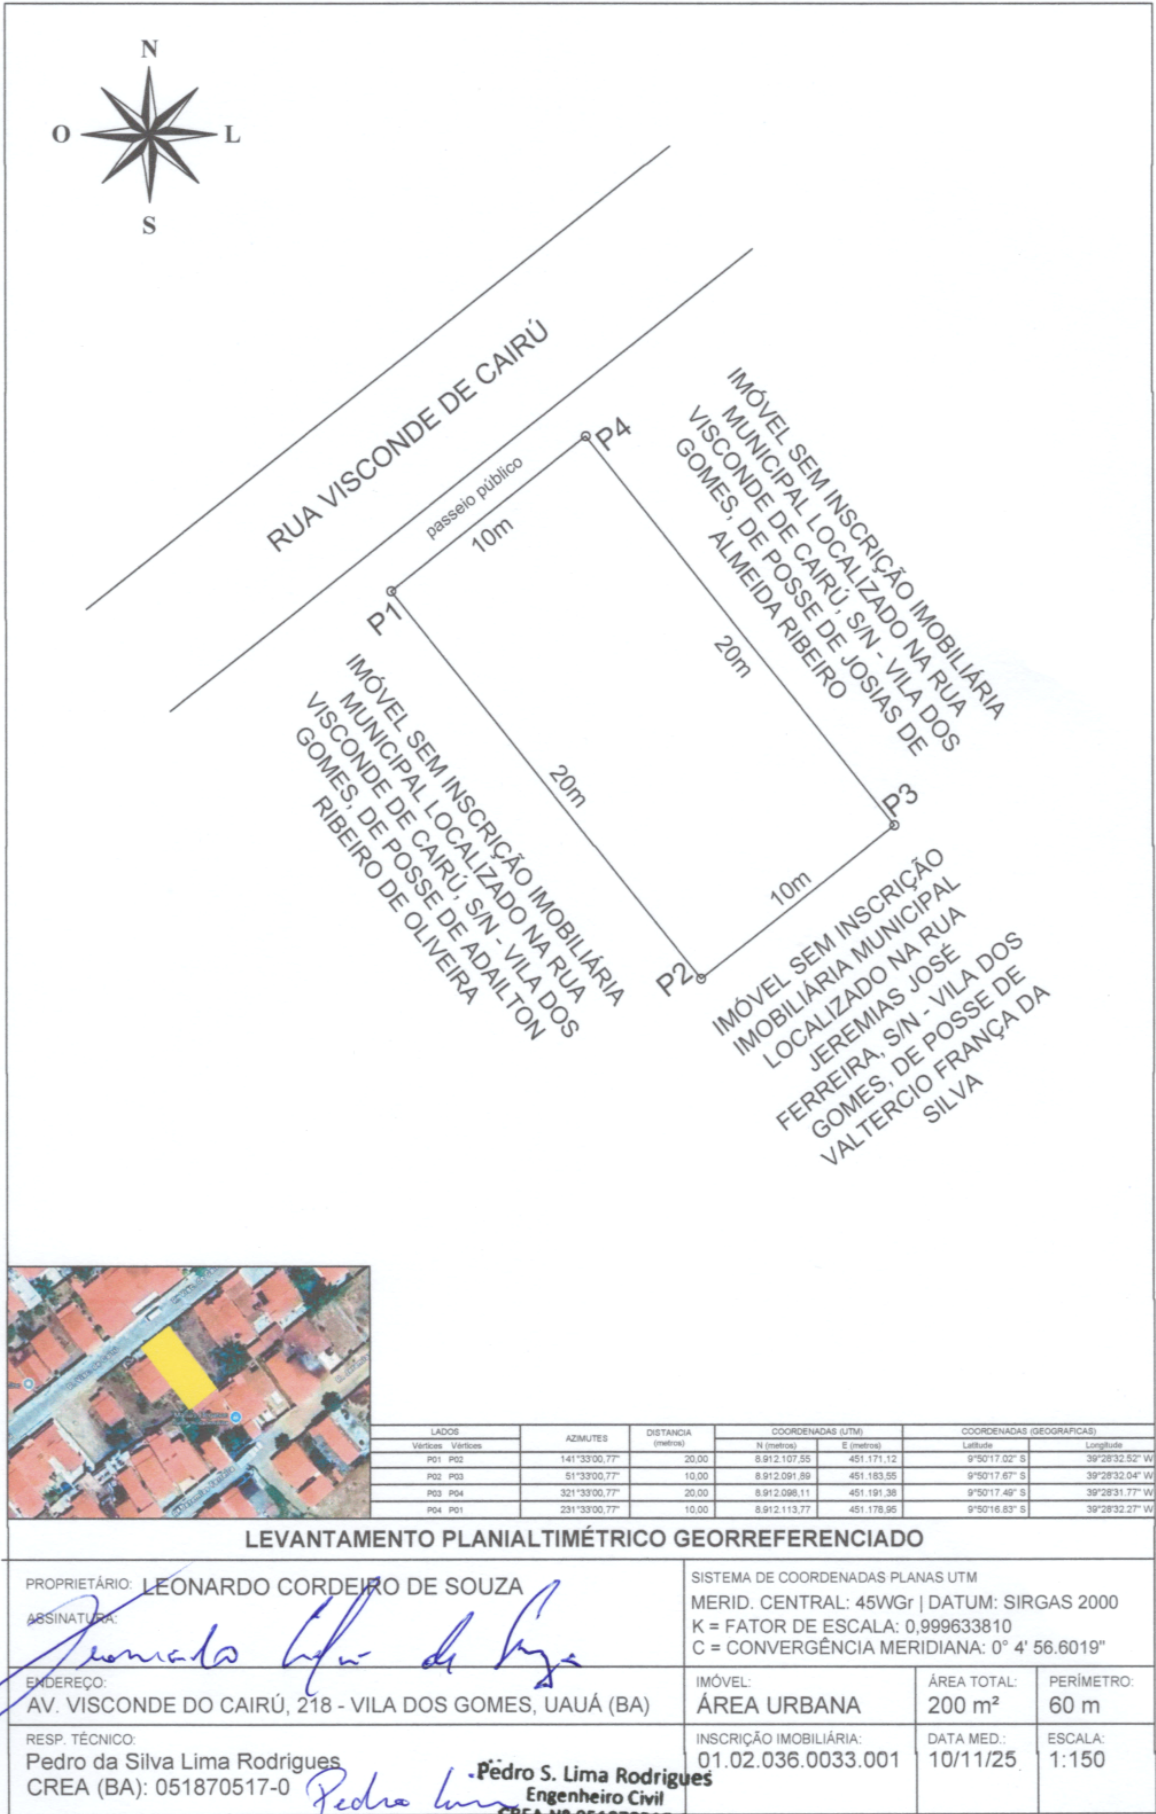 N
O
L
S
RUA VISCONDE DE CAIRÚ
passeio público
10m
P4
P1
IMÓVEL SEM INSCRIÇÃO IMOBILIÁRIA
MUNICIPAL LOCALIZADO NA RUA
VISCONDE DE CAIRÚ, S/N - VILA DOS
GOMES, DE POSSE DE JOSIAS DE
ALMEIDA RIBEIRO
20m
IMÓVEL SEM INSCRIÇÃO IMOBILIÁRIA
MUNICIPAL LOCALIZADO NA RUA
VISCONDE DE CAIRÚ, S/N - VILA DOS
GOMES, DE POSSE DE ADAILTON
RIBEIRO DE OLIVEIRA
20m
P3
10m
P2
IMÓVEL SEM INSCRIÇÃO
IMOBILIÁRIA MUNICIPAL
LOCALIZADO NA RUA
JEREMIAS JOSÉ
FERREIRA, S/N - VILA DOS
GOMES, DE POSSE DE
VALTERCIO FRANÇA DA
SILVA
LADOS AZIMUTES DISTANCIA (metros) COORDENADAS (UTM) COORDENADAS (GEOGRAFICAS)
Vértices Vértices N (metros) E (metros) Latitude Longitude
P01 P02 141°33'00,77" 20,00 8.912.107,55 451.171,12 9°50'17.02" S 39°28'32.52" W
P02 P03 51°33'00,77" 10,00 8.912.091,89 451.183,55 9°50'17.67" S 39°28'32.04" W
P03 P04 321°33'00,77" 20,00 8.912.098,11 451.191,38 9°50'17.49" S 39°28'31.77" W
P04 P01 231°33'00,77" 10,00 8.912.113,77 451.178,95 9°50'16.83" S 39°28'32.27" W
LEVANTAMENTO PLANIALTIMÉTRICO GEORREFERENCIADO
PROPRIETÁRIO: LEONARDO CORDEIRO DE SOUZA
ASSINATURA:
SISTEMA DE COORDENADAS PLANAS UTM
MERID. CENTRAL: 45WGr | DATUM: SIRGAS 2000
K = FATOR DE ESCALA: 0,999633810
C = CONVERGÊNCIA MERIDIANA: 0° 4' 56.6019"
ENDEREÇO:
AV. VISCONDE DO CAIRÚ, 218 - VILA DOS GOMES, UAUÁ (BA)
IMÓVEL:
ÁREA URBANA
ÁREA TOTAL:
200 m²
PERÍMETRO:
60 m
RESP. TÉCNICO:
Pedro da Silva Lima Rodrigues
CREA (BA): 051870517-0
Pedro Lima
Pedro S. Lima Rodrigues
Engenheiro Civil
INSCRIÇÃO IMOBILIÁRIA:
01.02.036.0033.001
DATA MED.:
10/11/25
ESCALA:
1:150